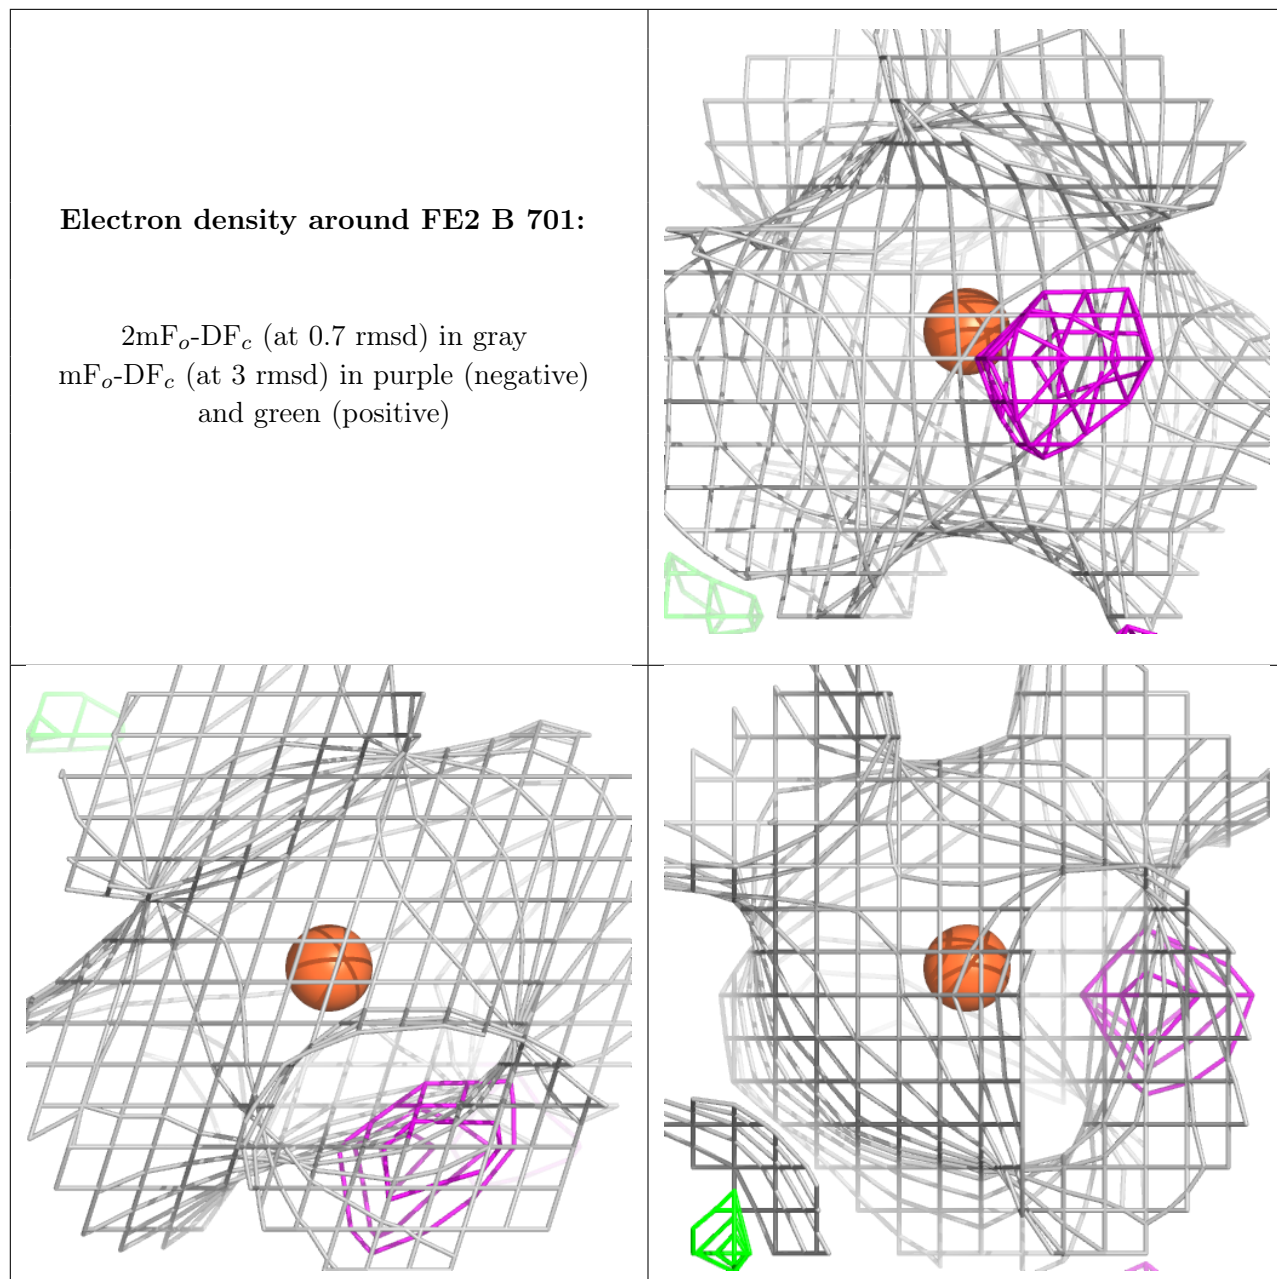 Electron density around FE2 B 701:
2mFₒ-DF𝒸 (at 0.7 rmsd) in gray
mFₒ-DF𝒸 (at 3 rmsd) in purple (negative)
and green (positive)